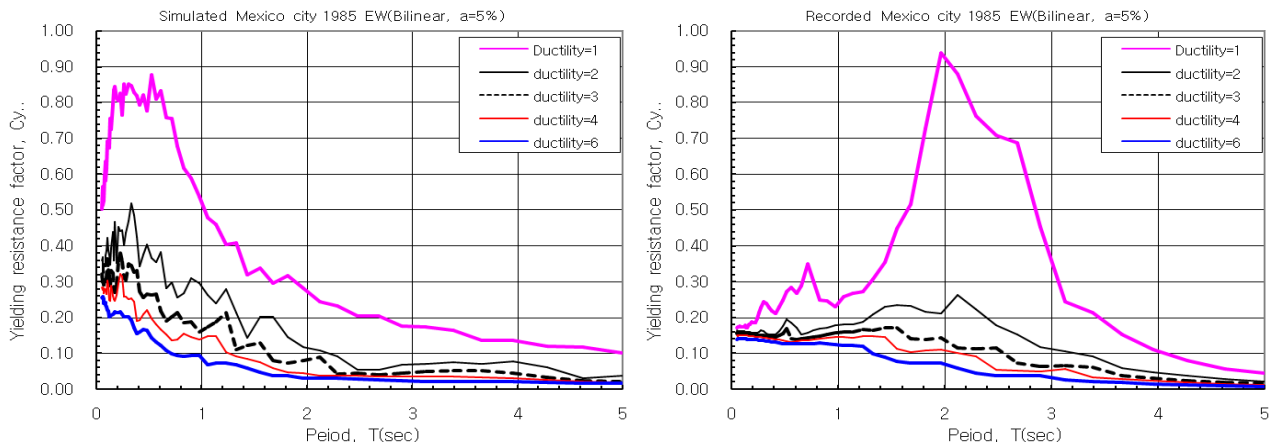 Simulated Mexico city 1985 EW(Bilinear, a=5%)
Yielding resistance factor, Cy..
1.00
0.90
0.80
0.70
0.60
0.50
0.40
0.30
0.20
0.10
0.00
Ductility=1
ductility=2
ductility=3
ductility=4
ductility=6
0 1 2 3 4 5
Peiod, T(sec)
Recorded Mexico city 1985 EW(Bilinear, a=5%)
Yielding resistance factor, Cy..
1.00
0.90
0.80
0.70
0.60
0.50
0.40
0.30
0.20
0.10
0.00
Ductility=1
ductility=2
ductility=3
ductility=4
ductility=6
0 1 2 3 4 5
Peiod, T(sec)